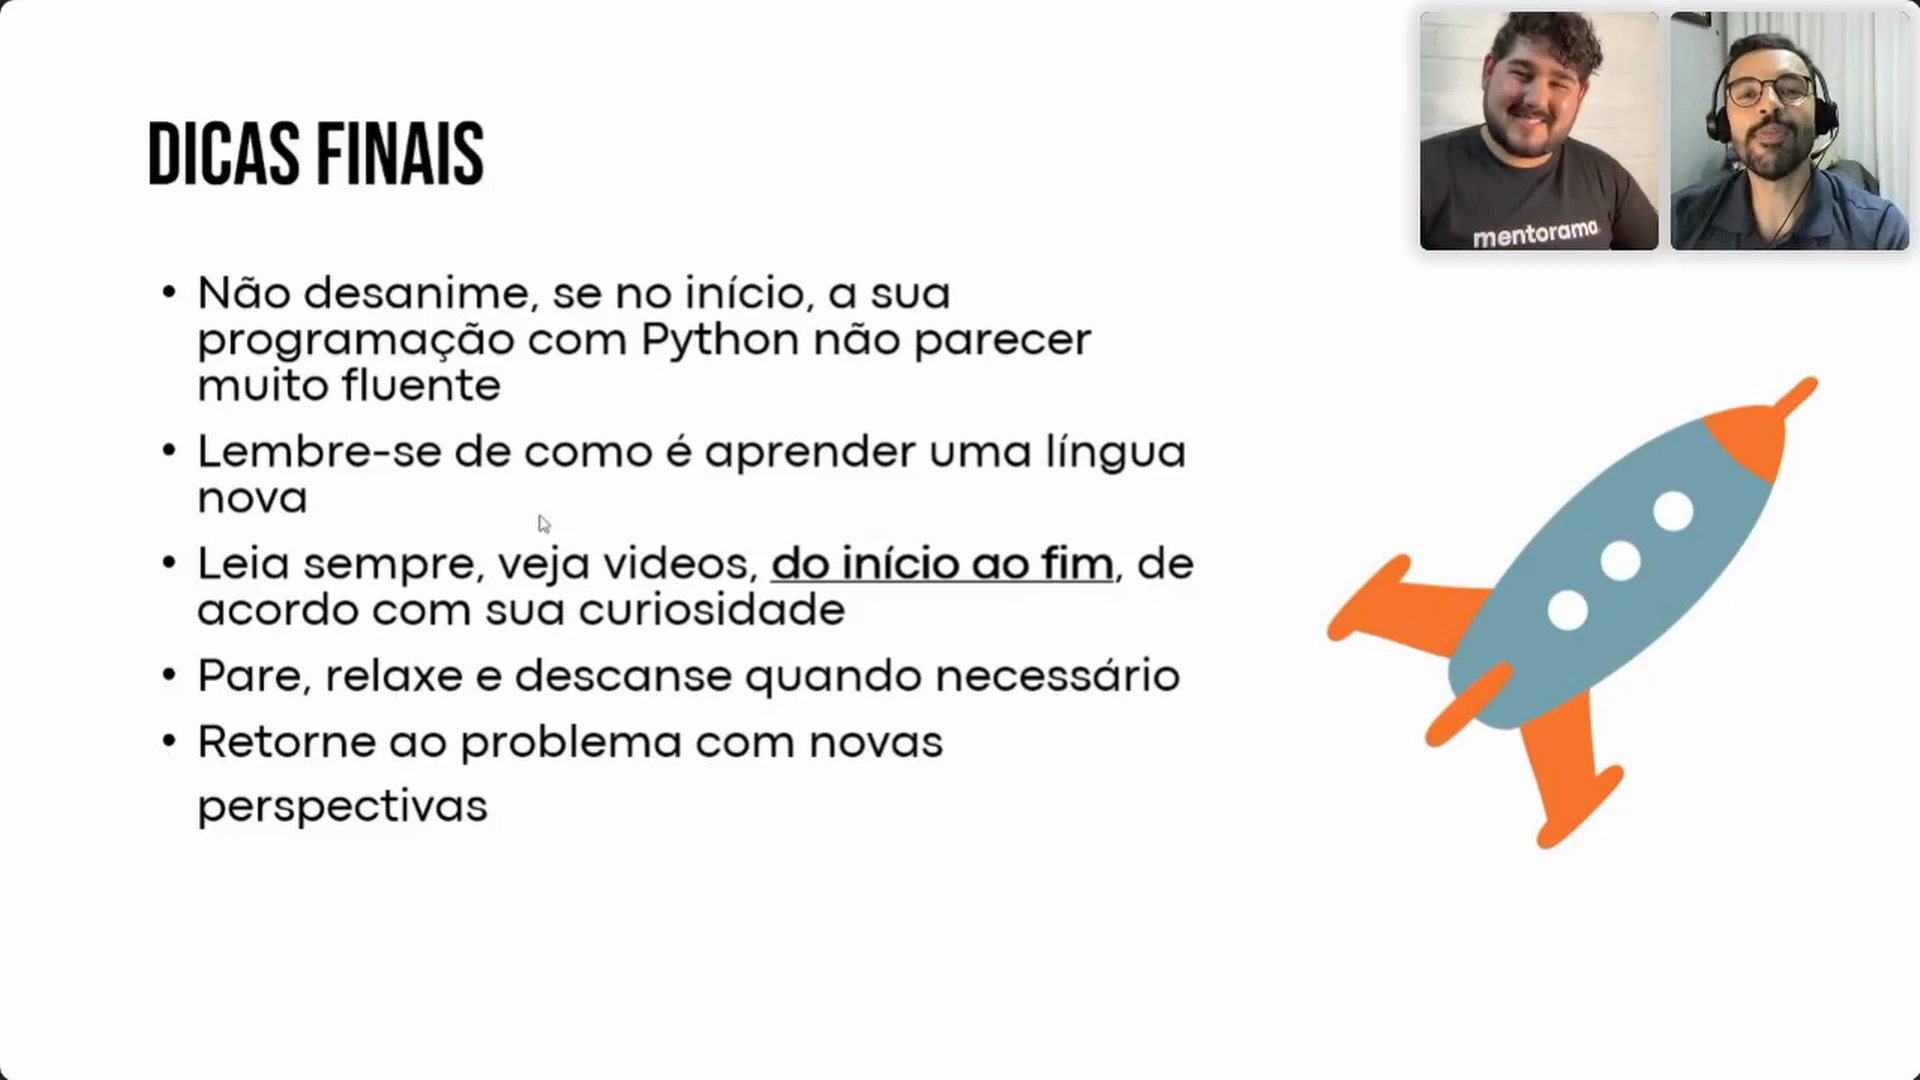 DICAS FINAIS
mentorama
• Não desanime, se no início, a sua
programação com Python não parecer
muito fluente
• Lembre-se de como é aprender uma língua
nova
• Leia sempre, veja videos, do início ao fim, de
acordo com sua curiosidade
• Pare, relaxe e descanse quando necessário
• Retorne ao problema com novas
perspectivas